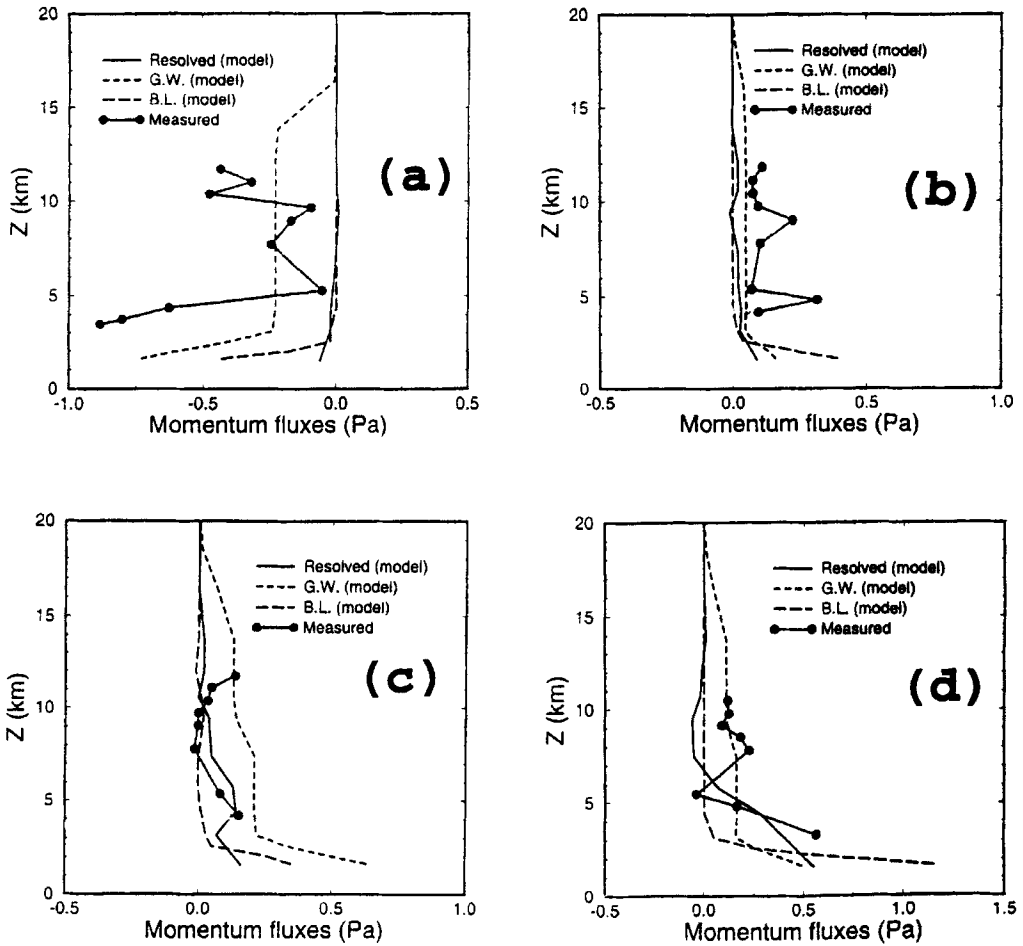 20
15
10
5
0
Z (km)
Resolved (model)
G.W. (model)
B.L. (model)
Measured
(a)
-1.0
-0.5
0.0
0.5
Momentum fluxes (Pa)
20
15
10
5
0
Z (km)
Resolved (model)
G.W. (model)
B.L. (model)
Measured
(b)
-0.5
0.0
0.5
1.0
Momentum fluxes (Pa)
20
15
10
5
0
Z (km)
Resolved (model)
G.W. (model)
B.L. (model)
Measured
(c)
-0.5
0.0
0.5
1.0
Momentum fluxes (Pa)
20
15
10
5
0
Z (km)
Resolved (model)
G.W. (model)
B.L. (model)
Measured
(d)
-0.5
0.0
0.5
1.0
1.5
Momentum fluxes (Pa)